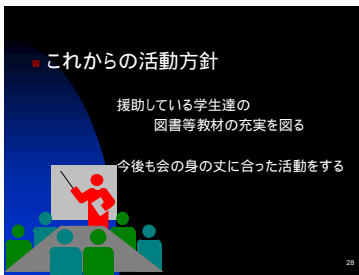 これからの活動方針
援助している学生達の
図書等教材の充実を図る
今後も会の身の丈に合った活動をする
28